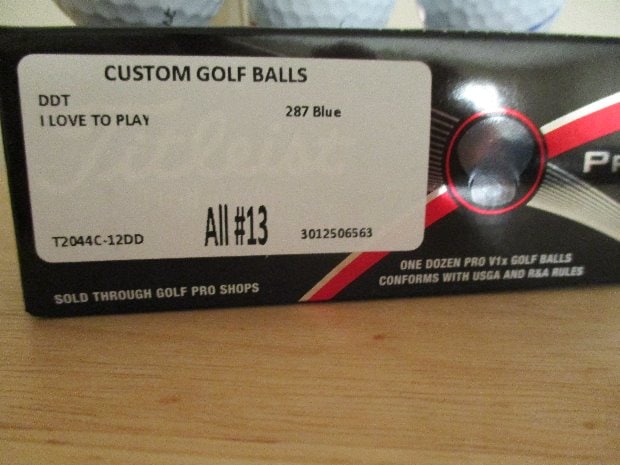 CUSTOM GOLF BALLS
DDT
I LOVE TO PLAY
287 Blue
T2044C-12DD
All #13
3012506563
SOLD THROUGH GOLF PRO SHOPS
ONE DOZEN PRO V1x GOLF BALLS
CONFORMS WITH USGA AND R&A RULES